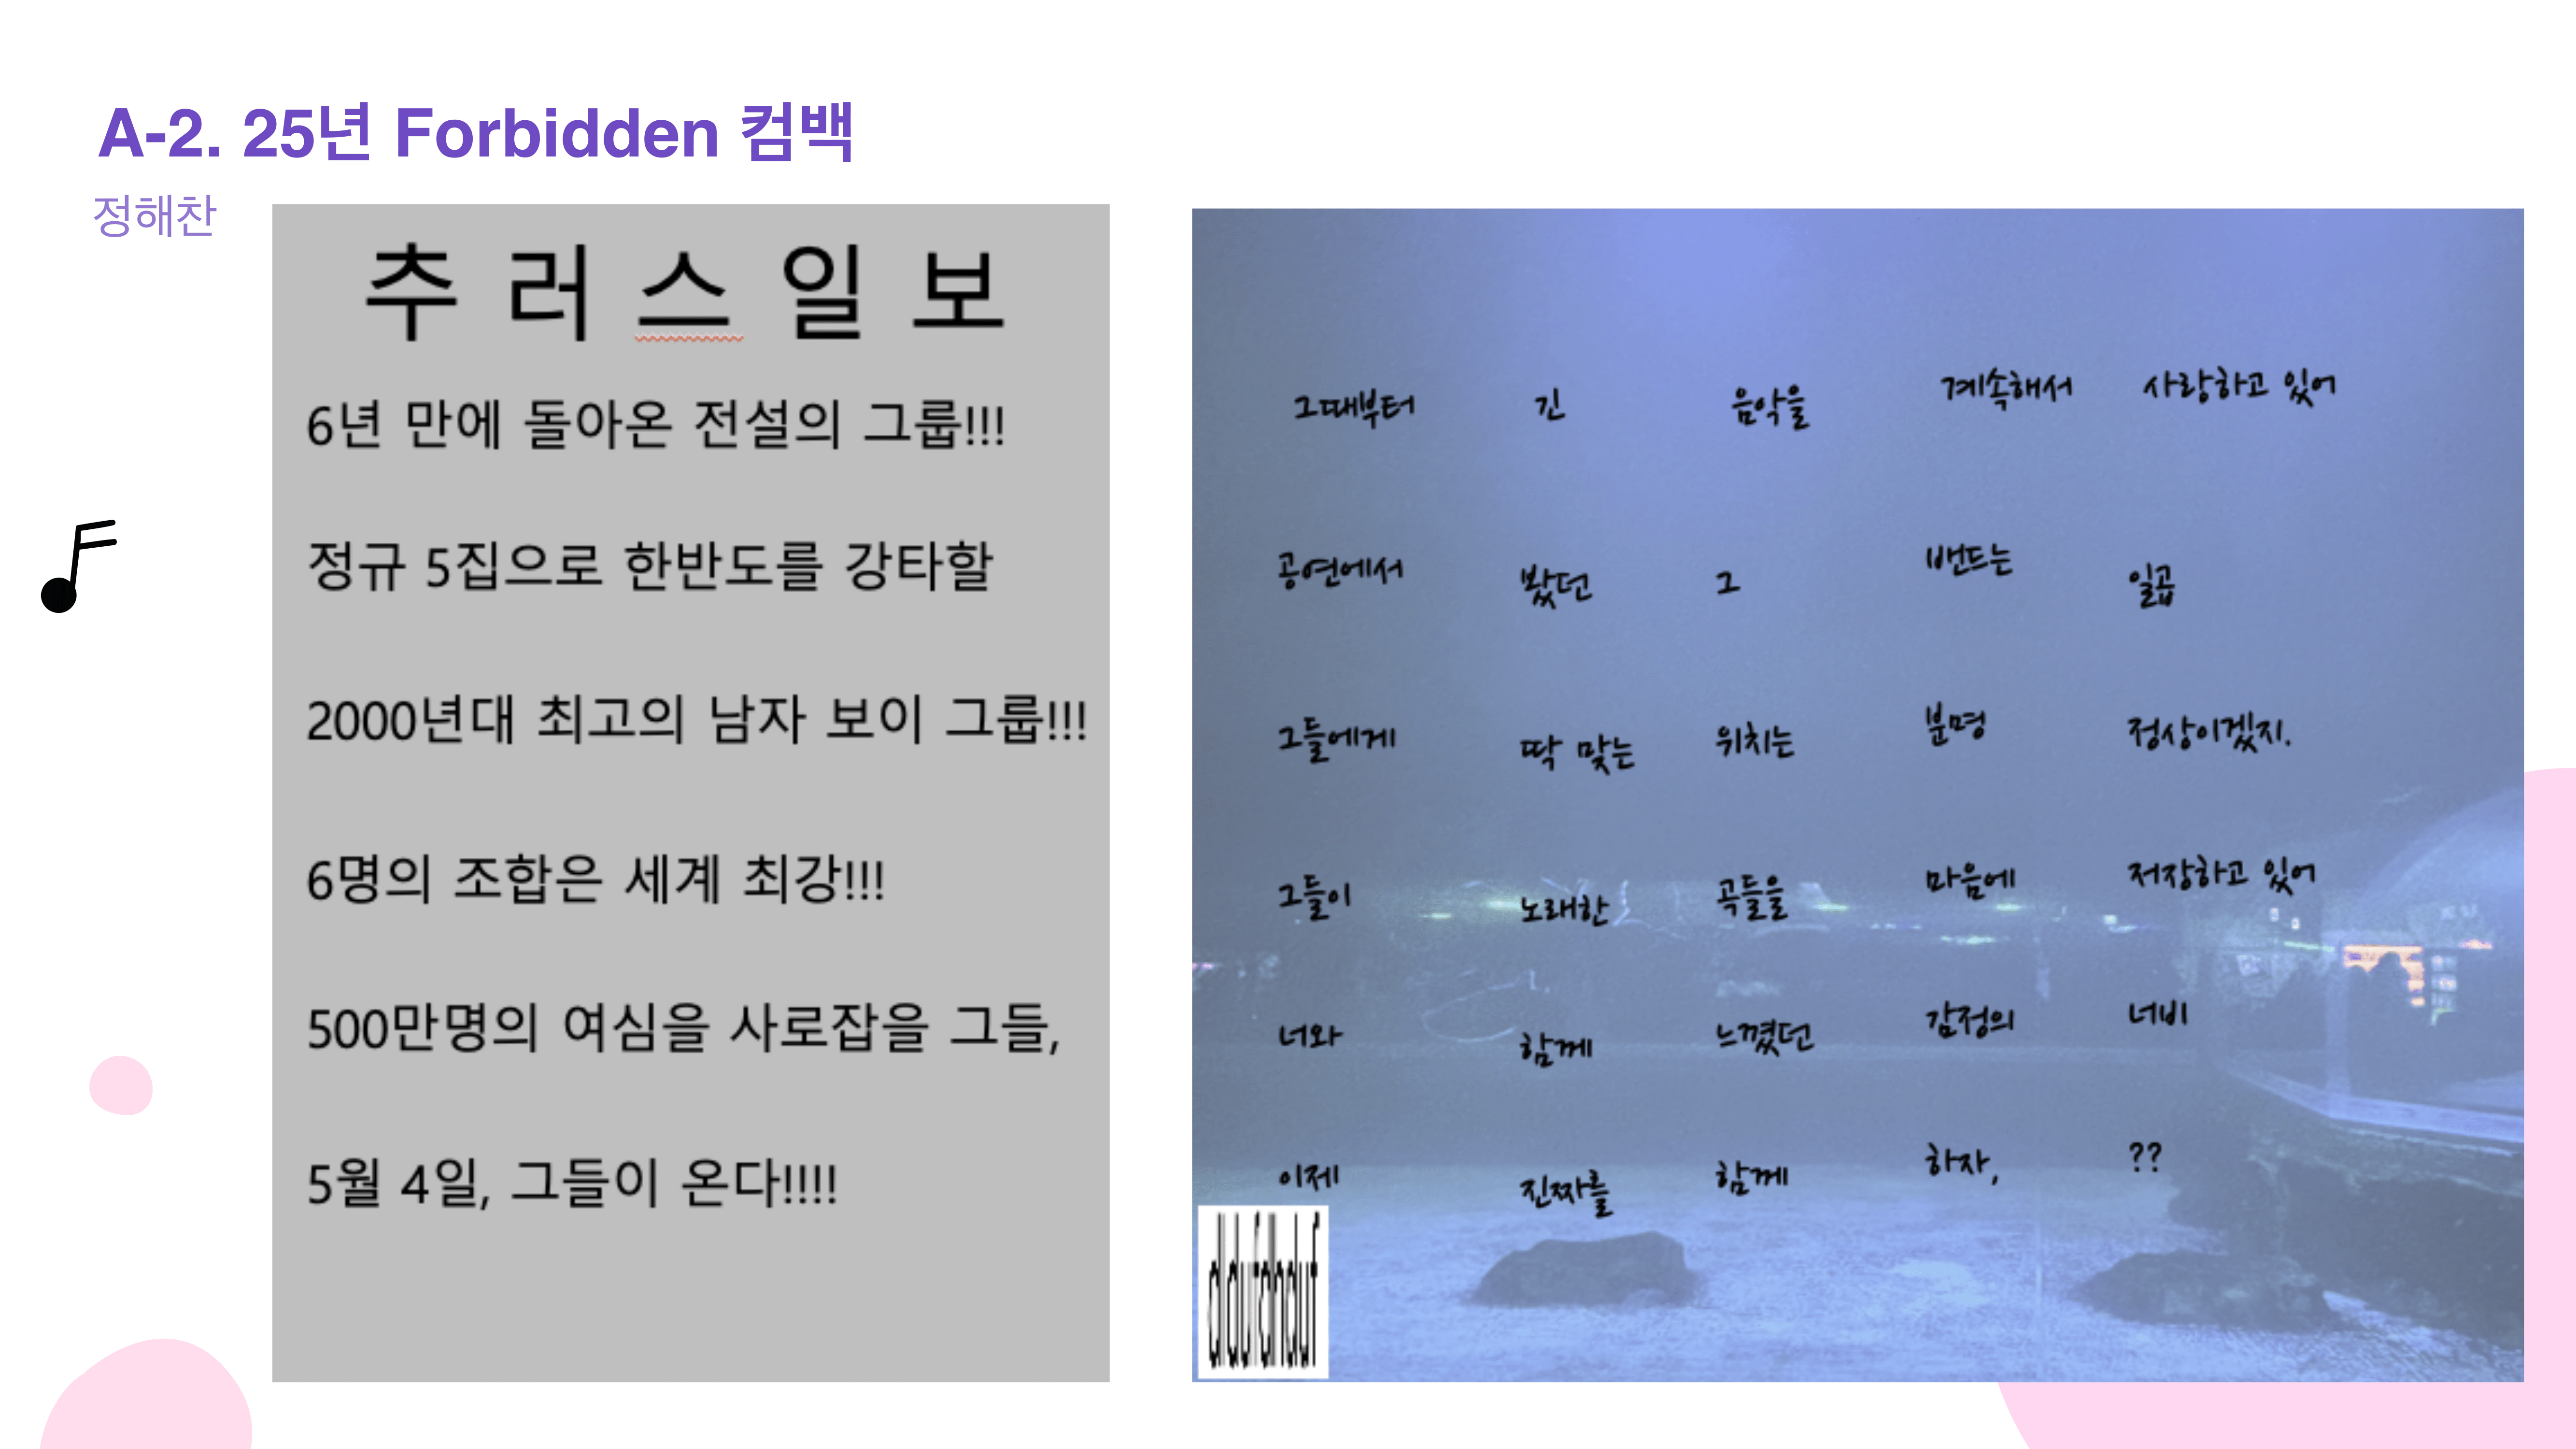 A-2. 25년 Forbidden 컴백
정해찬
추 러 스 일 보
6년 만에 돌아온 전설의 그룹!!!
정규 5집으로 한반도를 강타할
2000년대 최고의 남자 보이 그룹!!!
6명의 조합은 세계 최강!!!
500만명의 여심을 사로잡을 그들,
5월 4일, 그들이 온다!!!!
그때부터 긴 음악을 계속해서 사랑하고 있어
공연에서 봤던 그 밴드는 일곱
그들에게 딱 맞는 위치는 분명 정상이겠지.
그들이 노래한 곡들을 마음에 저장하고 있어
너와 함께 느꼈던 감정의 너비
이제 진짜를 함께 하자, ??